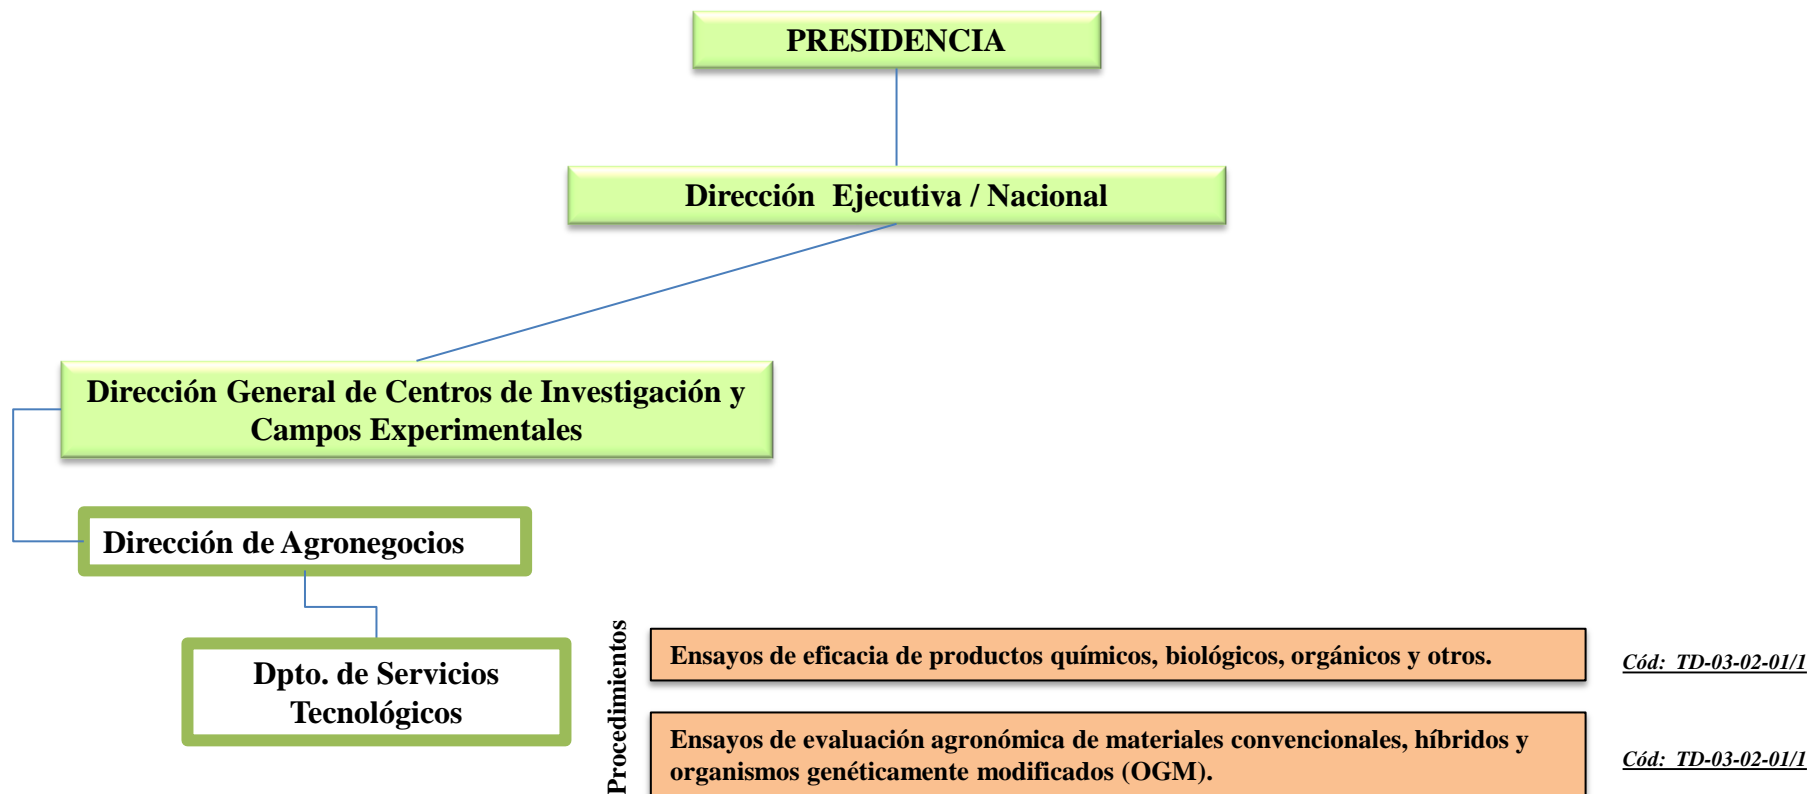 PRESIDENCIA
Dirección Ejecutiva / Nacional
Dirección General de Centros de Investigación y
Campos Experimentales
Dirección de Agronegocios
Dpto. de Servicios
Tecnológicos
Procedimientos
Ensayos de eficacia de productos químicos, biológicos, orgánicos y otros.
Cód: TD-03-02-01/1
Ensayos de evaluación agronómica de materiales convencionales, híbridos y
organismos genéticamente modificados (OGM).
Cód: TD-03-02-01/1